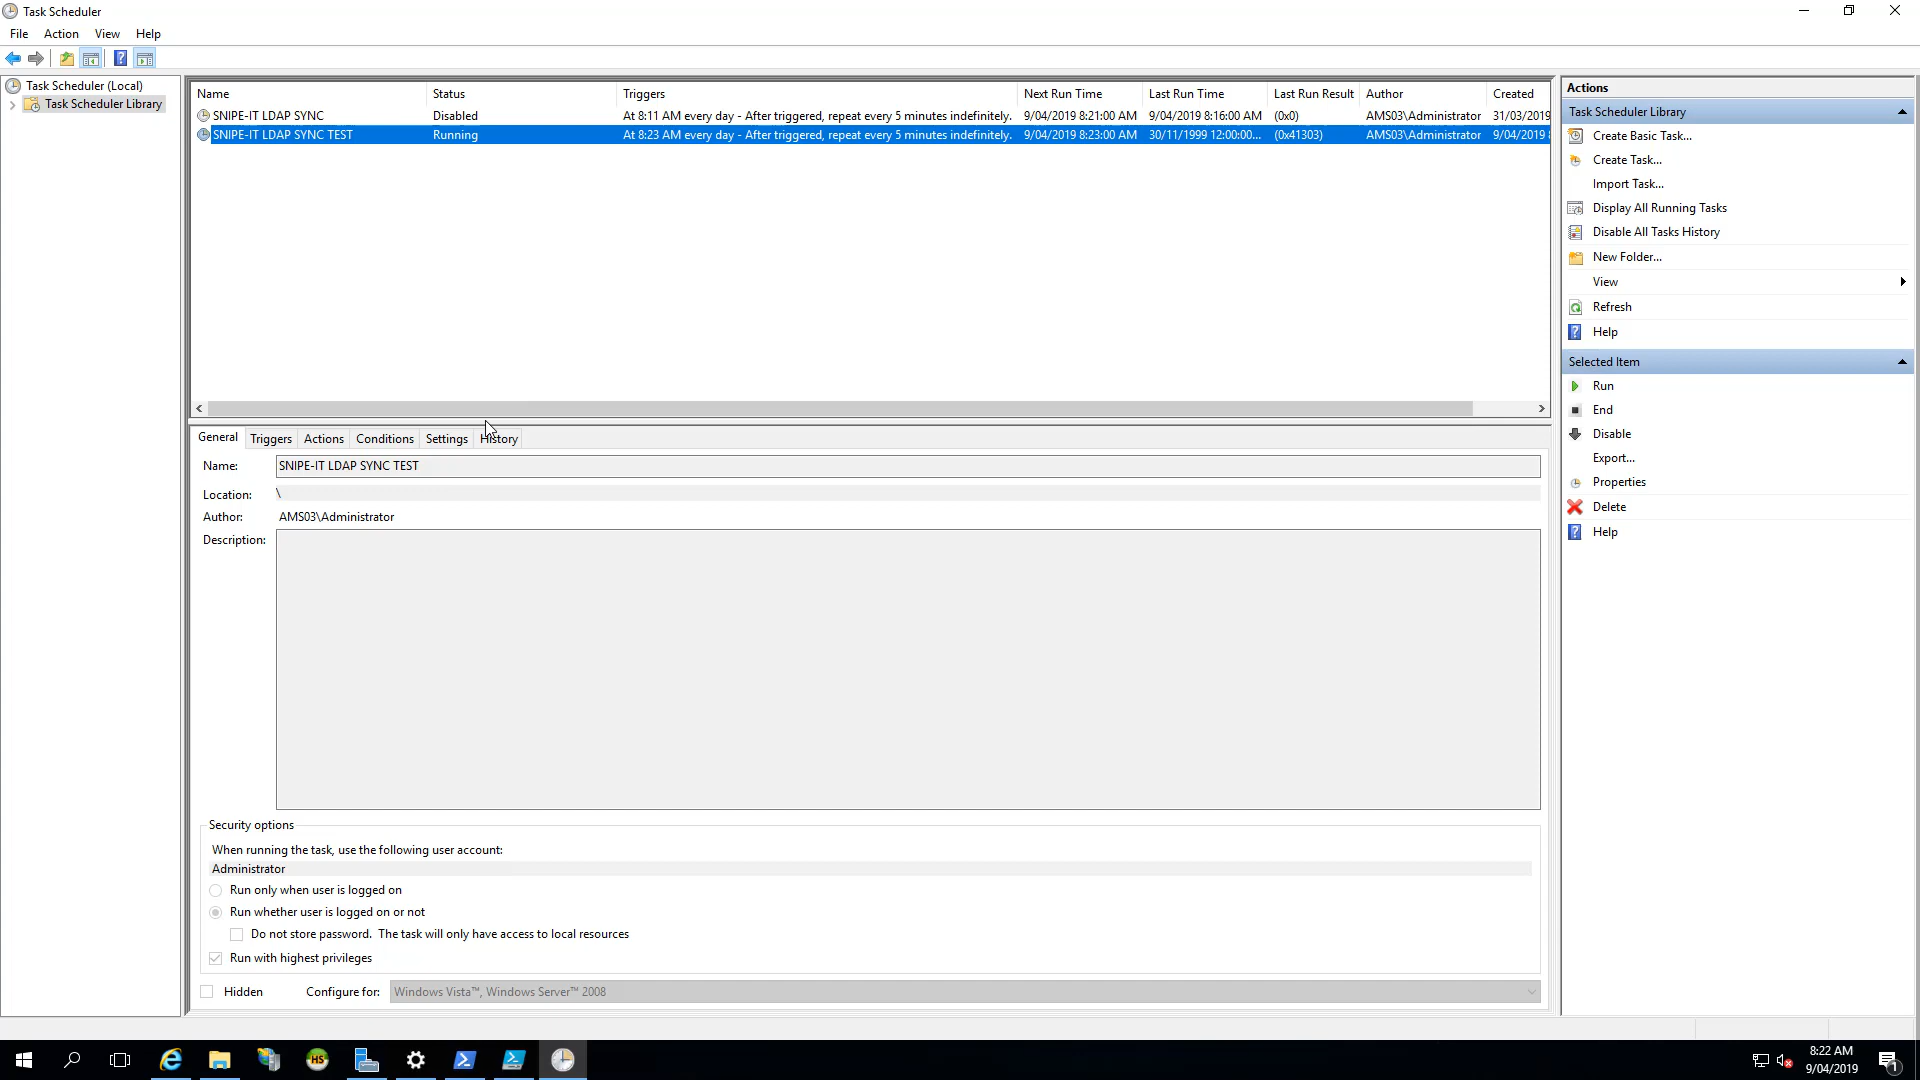 Task Scheduler
File Action View Help
Task Scheduler (Local)
Task Scheduler Library
Name Status Triggers Next Run Time Last Run Time Last Run Result Author Created
SNIPE-IT LDAP SYNC Disabled At 8:11 AM every day - After triggered, repeat every 5 minutes indefinitely. 9/04/2019 8:21:00 AM 9/04/2019 8:16:00 AM (0x0) AMS03\Administrator 31/03/2019
SNIPE-IT LDAP SYNC TEST Running At 8:23 AM every day - After triggered, repeat every 5 minutes indefinitely. 9/04/2019 8:23:00 AM 30/11/1999 12:00:00... (0x41303) AMS03\Administrator 9/04/2019
General Triggers Actions Conditions Settings History
Name: SNIPE-IT LDAP SYNC TEST
Location: \
Author: AMS03\Administrator
Description:
Security options
When running the task, use the following user account:
Administrator
Run only when user is logged on
Run whether user is logged on or not
Do not store password. The task will only have access to local resources
Run with highest privileges
Hidden Configure for: Windows Vista™, Windows Server™ 2008
Actions
Task Scheduler Library
Create Basic Task...
Create Task...
Import Task...
Display All Running Tasks
Disable All Tasks History
New Folder...
View
Refresh
Help
Selected Item
Run
End
Disable
Export...
Properties
Delete
Help
HS
8:22 AM
9/04/2019
1